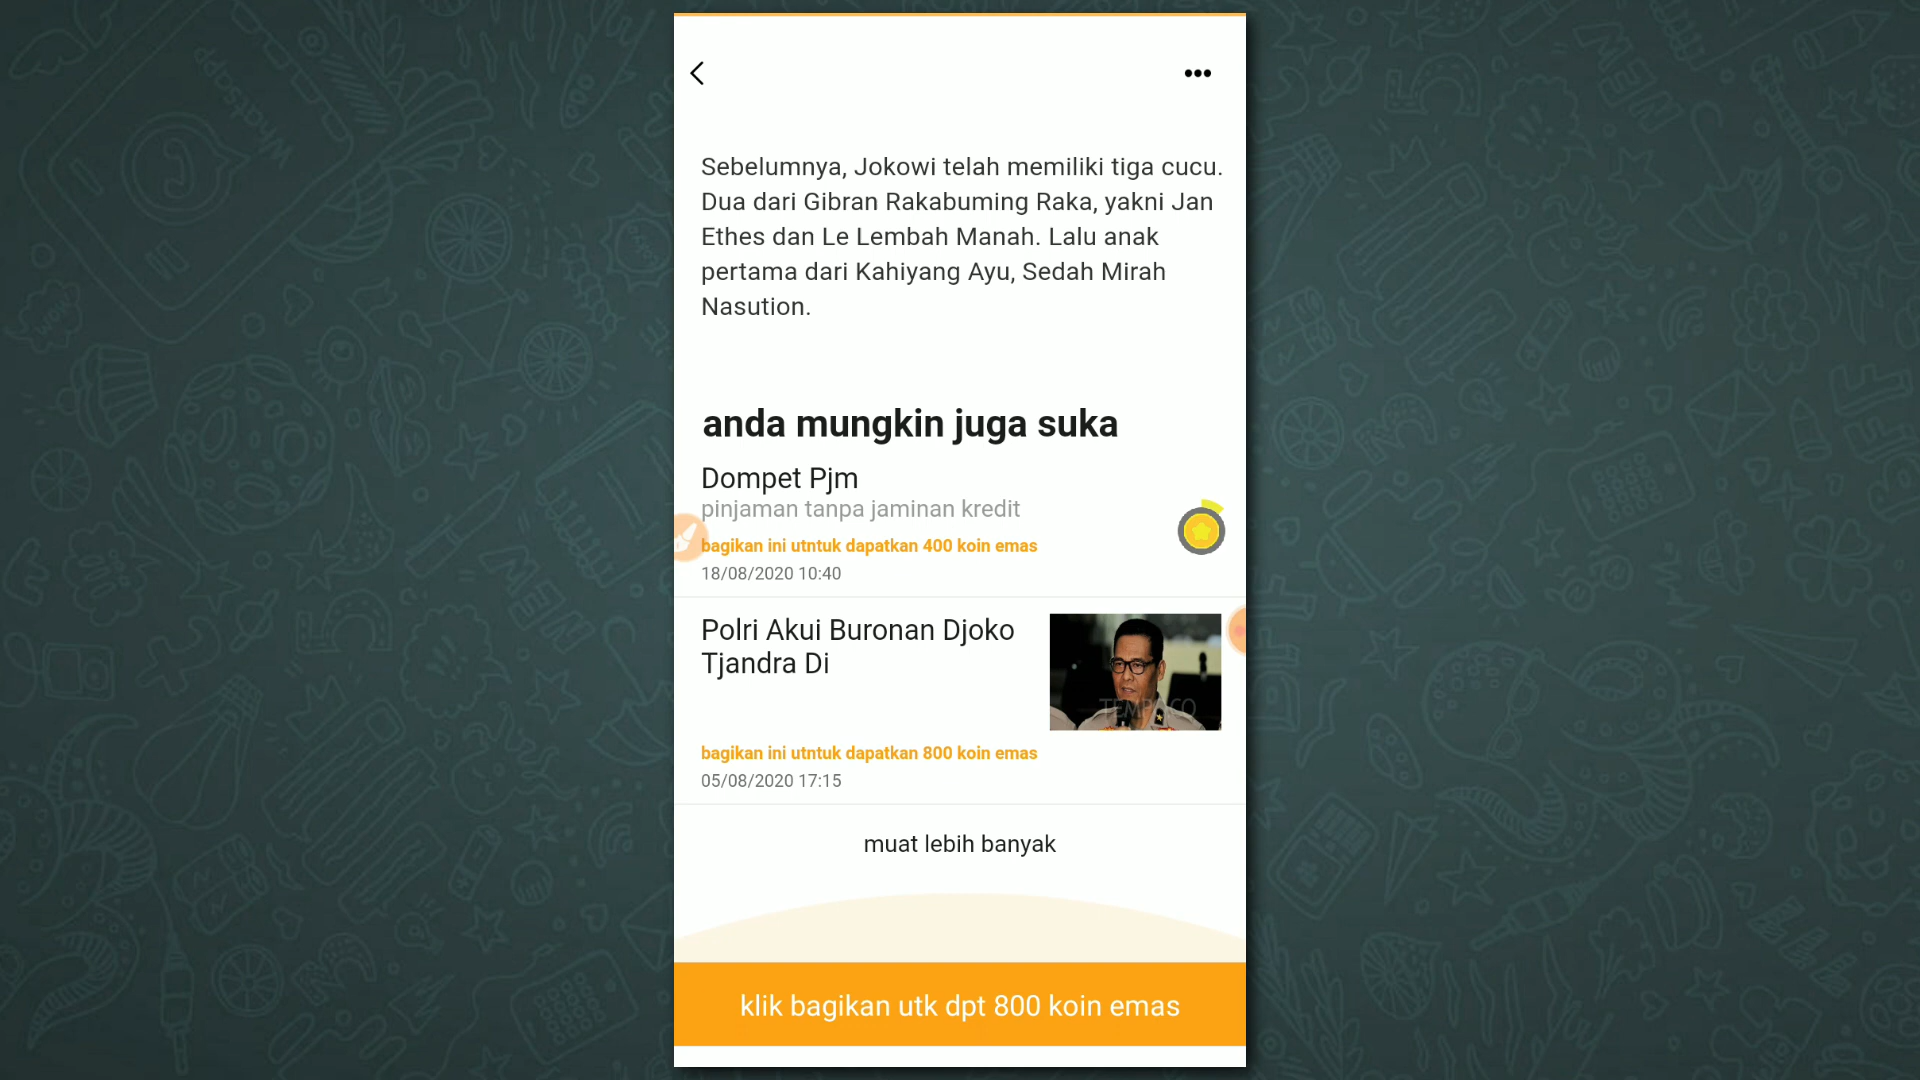 Sebelumnya, Jokowi telah memiliki tiga cucu.
Dua dari Gibran Rakabuming Raka, yakni Jan
Ethes dan Le Lembah Manah. Lalu anak
pertama dari Kahiyang Ayu, Sedah Mirah
Nasution.
anda mungkin juga suka
Dompet Pjm
pinjaman tanpa jaminan kredit
bagikan ini utntuk dapatkan 400 koin emas
18/08/2020 10:40
Polri Akui Buronan Djoko
Tjandra Di
TEMPO.CO
bagikan ini utntuk dapatkan 800 koin emas
05/08/2020 17:15
muat lebih banyak
klik bagikan utk dpt 800 koin emas